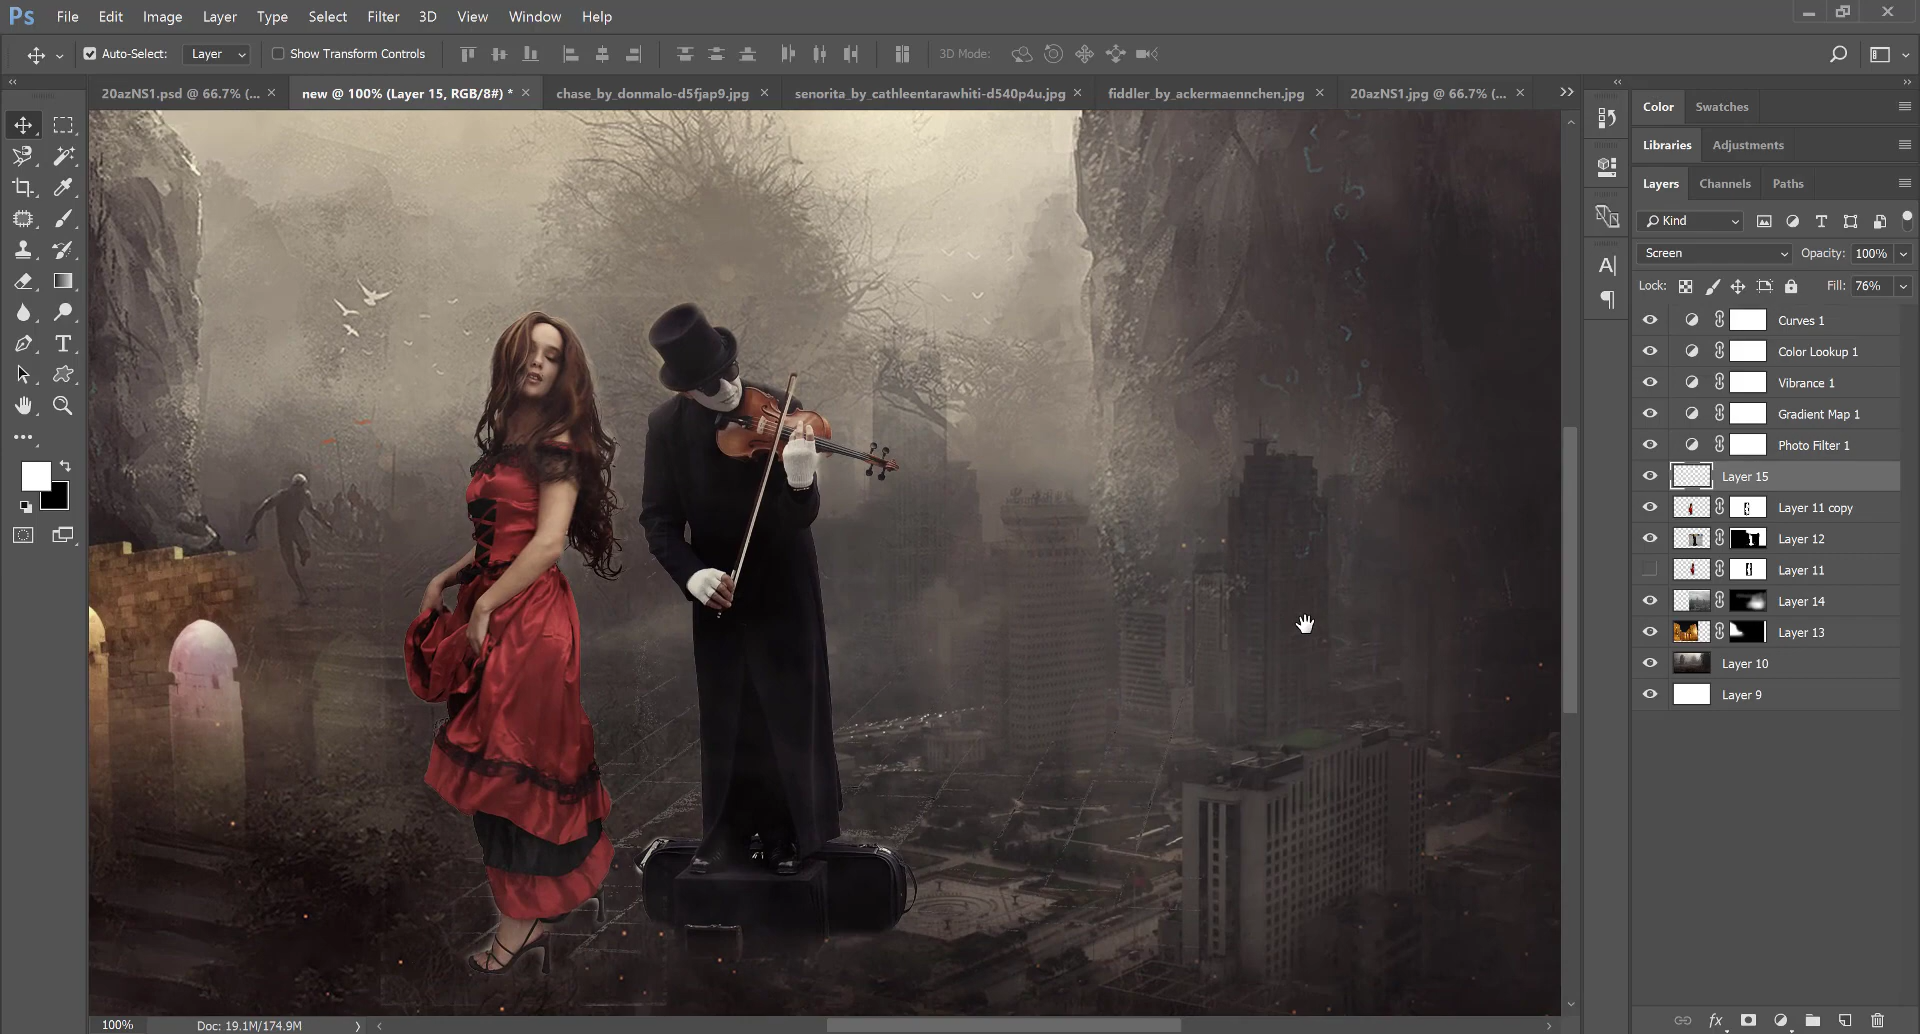 Ps File Edit Image Layer Type Select Filter 3D View Window Help
Auto-Select: Layer Show Transform Controls 3D Mode:
20azNS1.psd @ 66.7% (... × new @ 100% (Layer 15, RGB/8#) * × chase_by_donmalo-d5fjap9.jpg × senorita_by_cathleentarawhiti-d540p4u.jpg × fiddler_by_ackermaennchen.jpg × 20azNS1.jpg @ 66.7% (... ×
Color Swatches
Libraries Adjustments
Layers Channels Paths
Kind
Screen Opacity: 100%
Lock: Fill: 76%
Curves 1
Color Lookup 1
Vibrance 1
Gradient Map 1
Photo Filter 1
Layer 15
Layer 11 copy
Layer 12
Layer 11
Layer 14
Layer 13
Layer 10
Layer 9
fx
100% Doc: 19.1M/174.9M